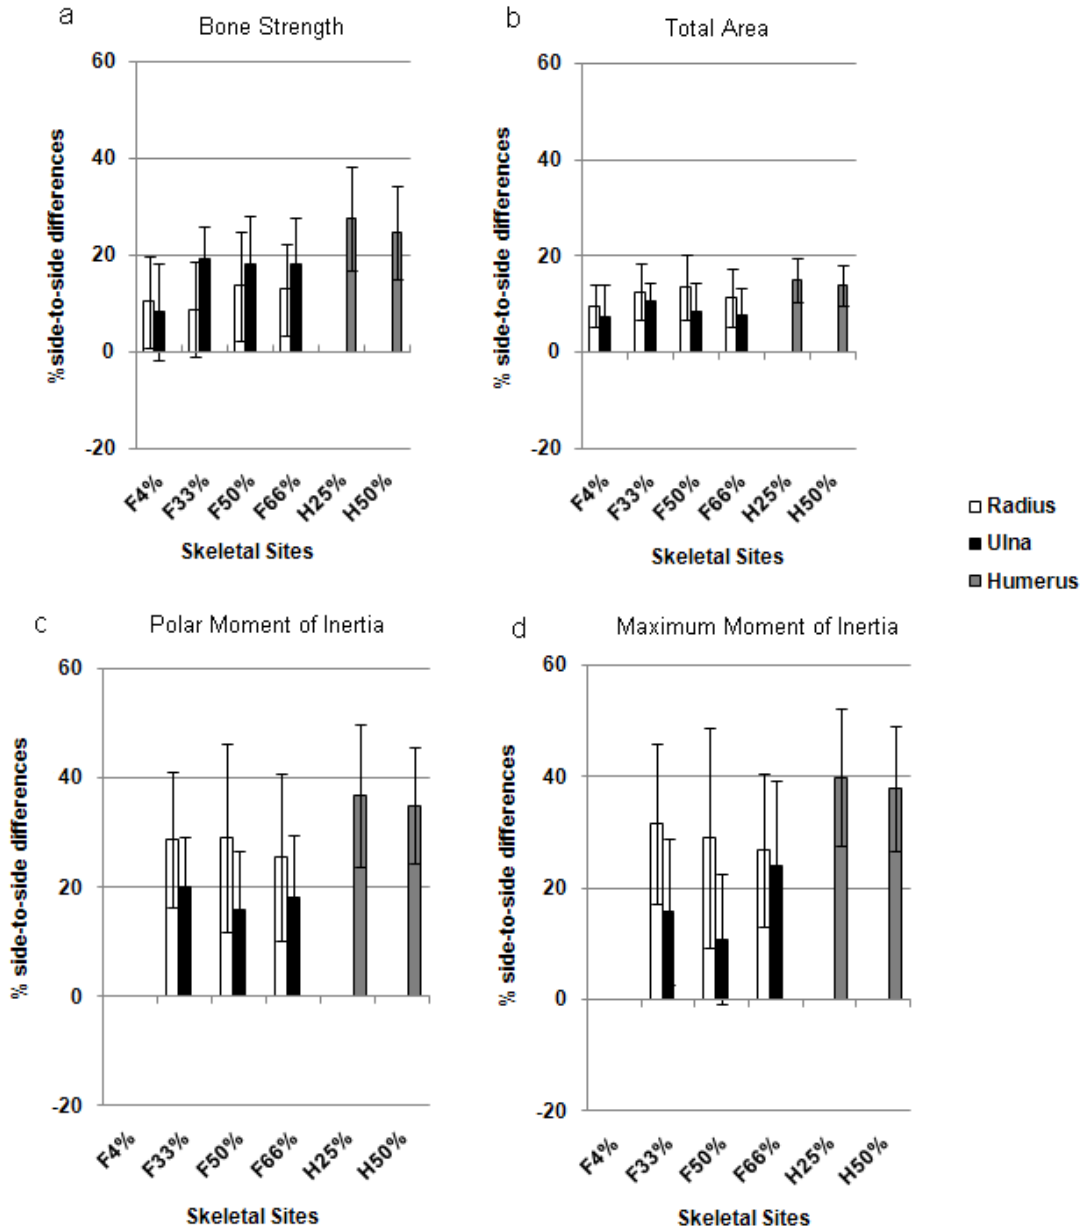 a
Bone Strength
60
40
20
0
-20
% side-to-side differences
F4%
F33%
F50%
F66%
H25%
H50%
Skeletal Sites
b
Total Area
60
40
20
0
-20
% side-to-side differences
F4%
F33%
F50%
F66%
H25%
H50%
Skeletal Sites
Radius
Ulna
Humerus
c
Polar Moment of Inertia
60
40
20
0
-20
% side-to-side differences
F4%
F33%
F50%
F66%
H25%
H50%
Skeletal Sites
d
Maximum Moment of Inertia
60
40
20
0
-20
% side-to-side differences
F4%
F33%
F50%
F66%
H25%
H50%
Skeletal Sites